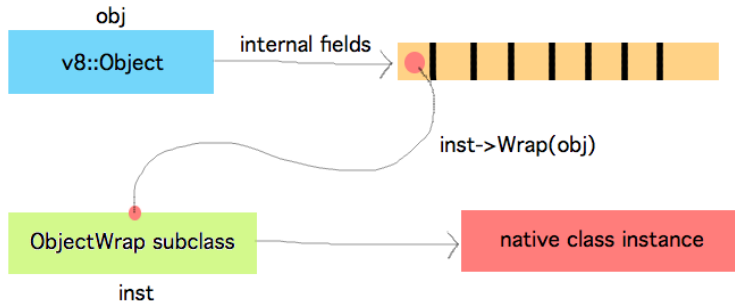 obj
v8::Object
internal fields
inst->Wrap(obj)
ObjectWrap subclass
native class instance
inst